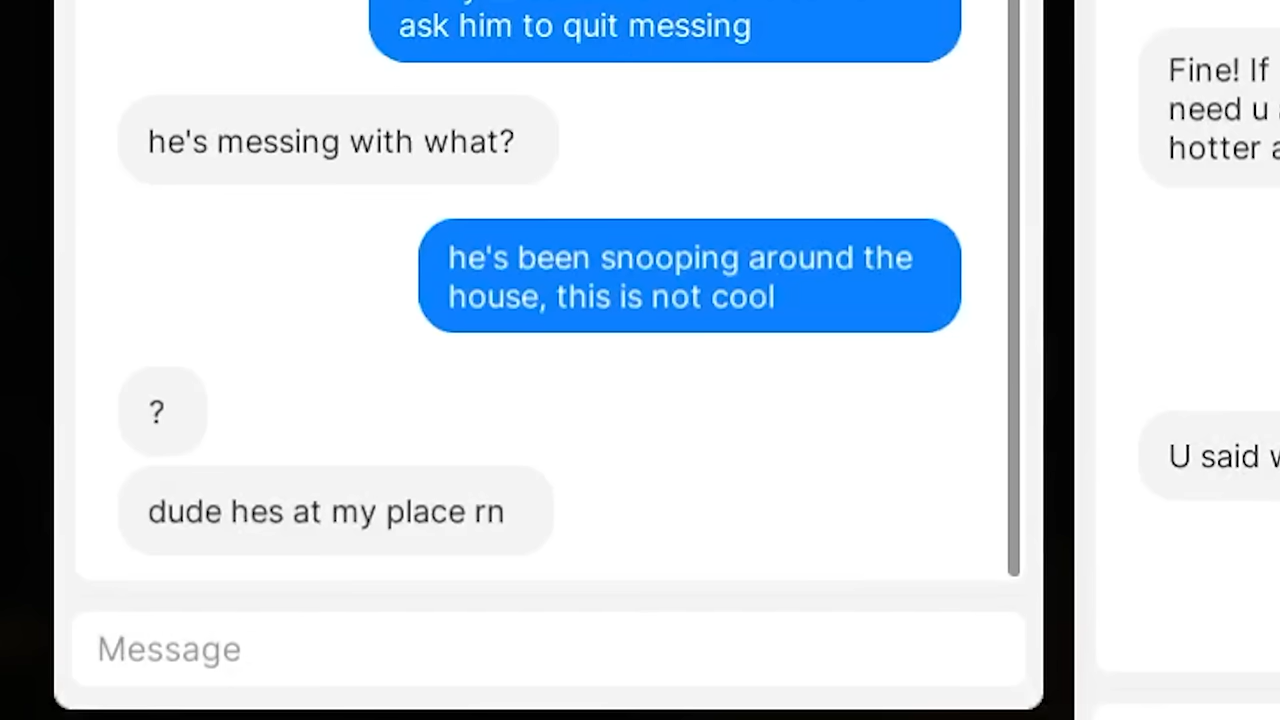 ask him to quit messing
he's messing with what?
he's been snooping around the
house, this is not cool
?
dude hes at my place rn
Message
Fine! If
need u
hotter
U said